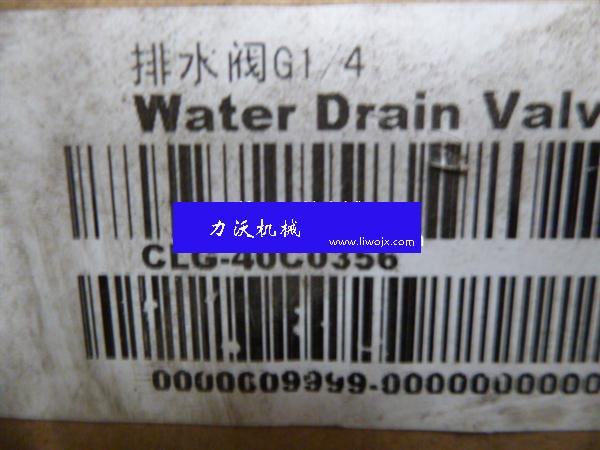 排水阀G1/4
Water Drain Valv
力沃机械
www.liwojx.com
CLG-40C0356
0000609999-0000000000